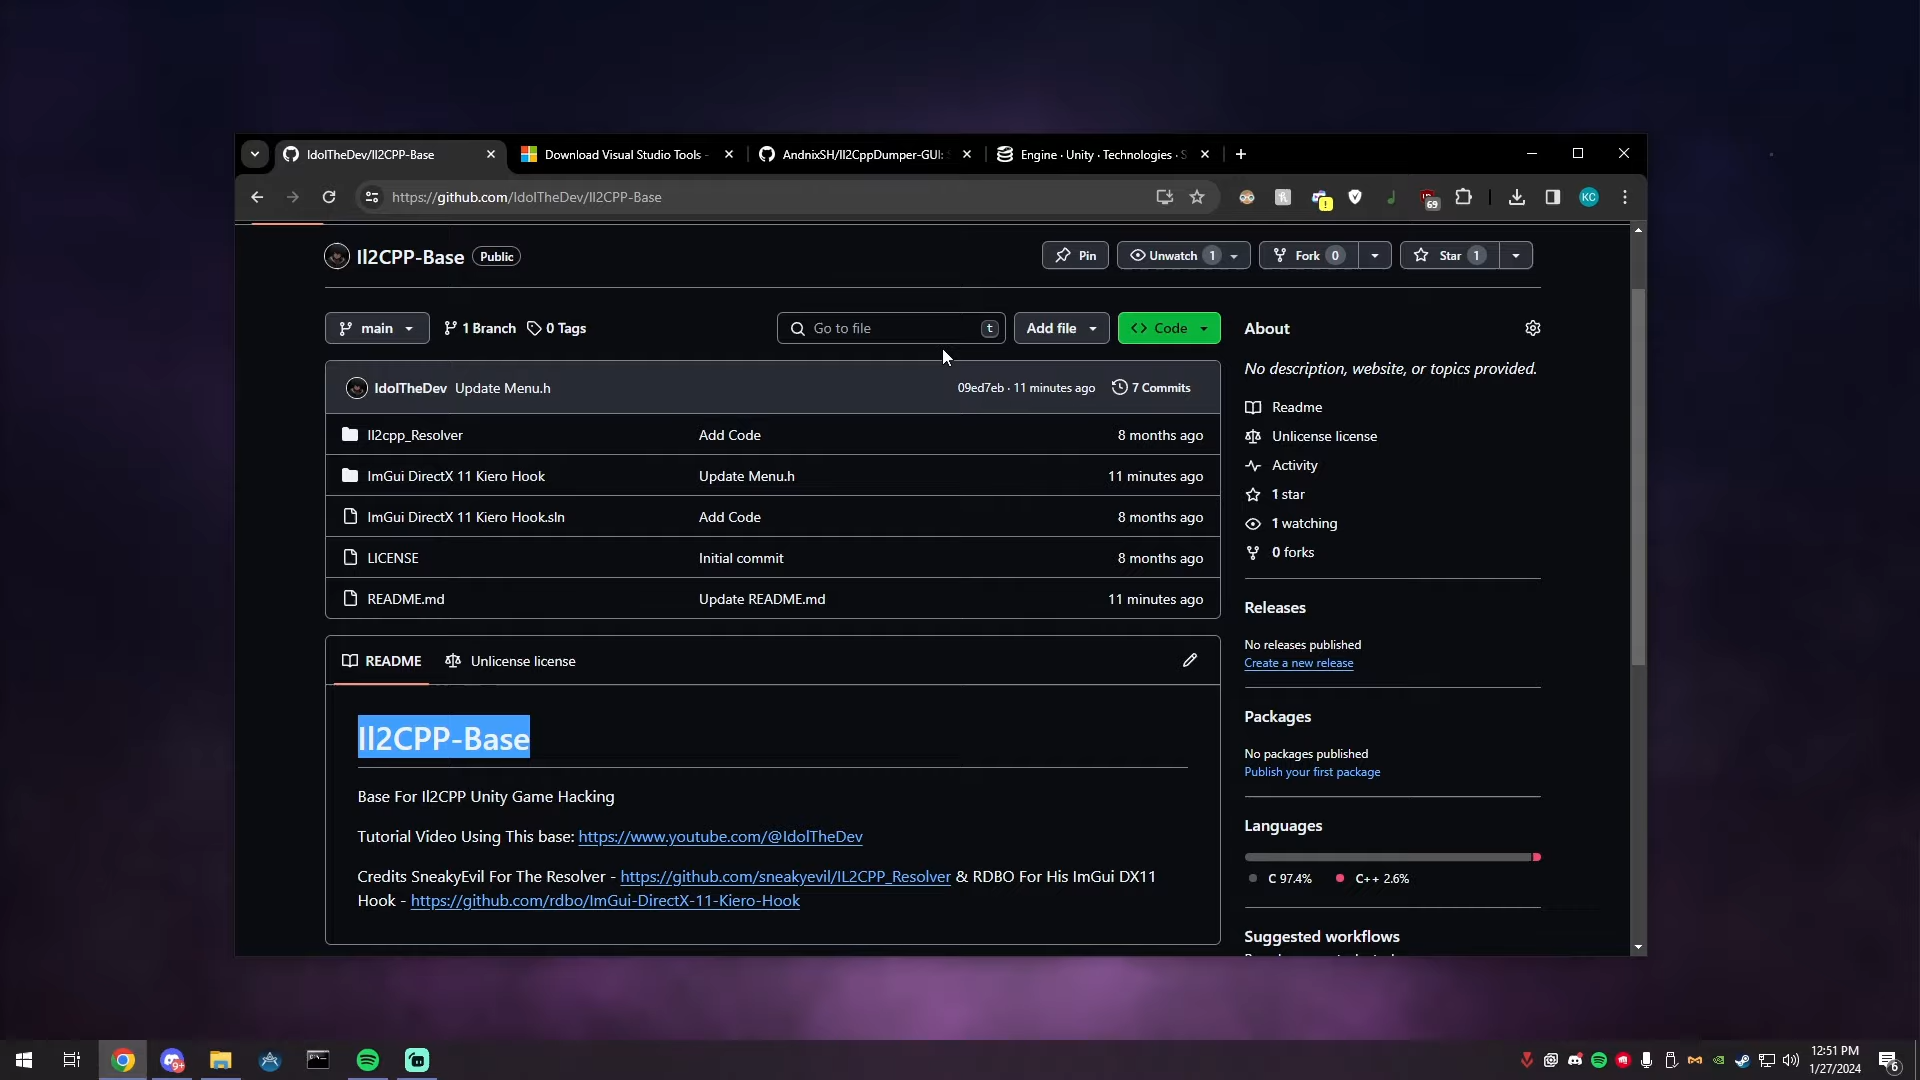 IdolTheDev/Il2CPP-Base
Download Visual Studio Tools -
AndnixSH/Il2CppDumper-GUI:
Engine · Unity · Technologies · S
https://github.com/IdolTheDev/Il2CPP-Base
69
KC
Il2CPP-Base
Public
Pin
Unwatch 1
Fork 0
Star 1
main
1 Branch
0 Tags
Go to file
t
Add file
<> Code
About
No description, website, or topics provided.
IdolTheDev Update Menu.h
09ed7eb · 11 minutes ago
7 Commits
Il2cpp_Resolver
Add Code
8 months ago
ImGui DirectX 11 Kiero Hook
Update Menu.h
11 minutes ago
ImGui DirectX 11 Kiero Hook.sln
Add Code
8 months ago
LICENSE
Initial commit
8 months ago
README.md
Update README.md
11 minutes ago
Readme
Unlicense license
Activity
1 star
1 watching
0 forks
Releases
No releases published
Create a new release
Packages
No packages published
Publish your first package
Languages
C 97.4%
C++ 2.6%
Suggested workflows
README
Unlicense license
Il2CPP-Base
Base For Il2CPP Unity Game Hacking
Tutorial Video Using This base: https://www.youtube.com/@IdolTheDev
Credits SneakyEvil For The Resolver - https://github.com/sneakyevil/IL2CPP_Resolver & RDBO For His ImGui DX11
Hook - https://github.com/rdbo/ImGui-DirectX-11-Kiero-Hook
9+
12:51 PM
1/27/2024
6